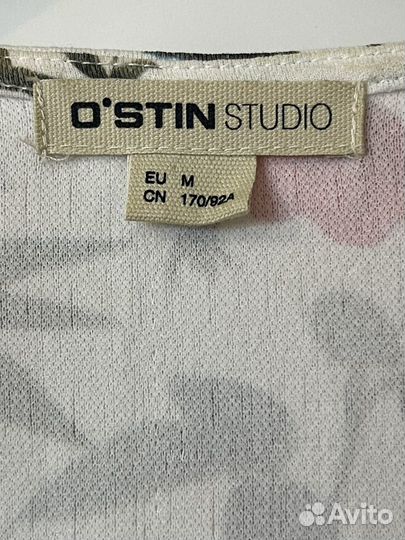 O'STIN STUDIO
EU M
CN 170/92A
Avito